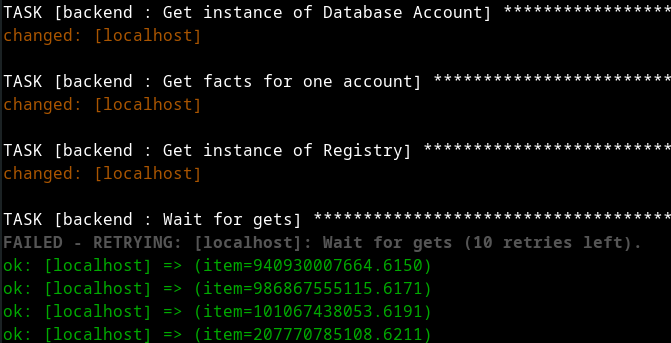 TASK [backend : Get instance of Database Account] *****************
changed: [localhost]
TASK [backend : Get facts for one account] ************************
changed: [localhost]
TASK [backend : Get instance of Registry] *************************
changed: [localhost]
TASK [backend : Wait for gets] ************************************
FAILED - RETRYING: [localhost]: Wait for gets (10 retries left).
ok: [localhost] => (item=940930007664.6150)
ok: [localhost] => (item=986867555115.6171)
ok: [localhost] => (item=101067438053.6191)
ok: [localhost] => (item=207770785108.6211)